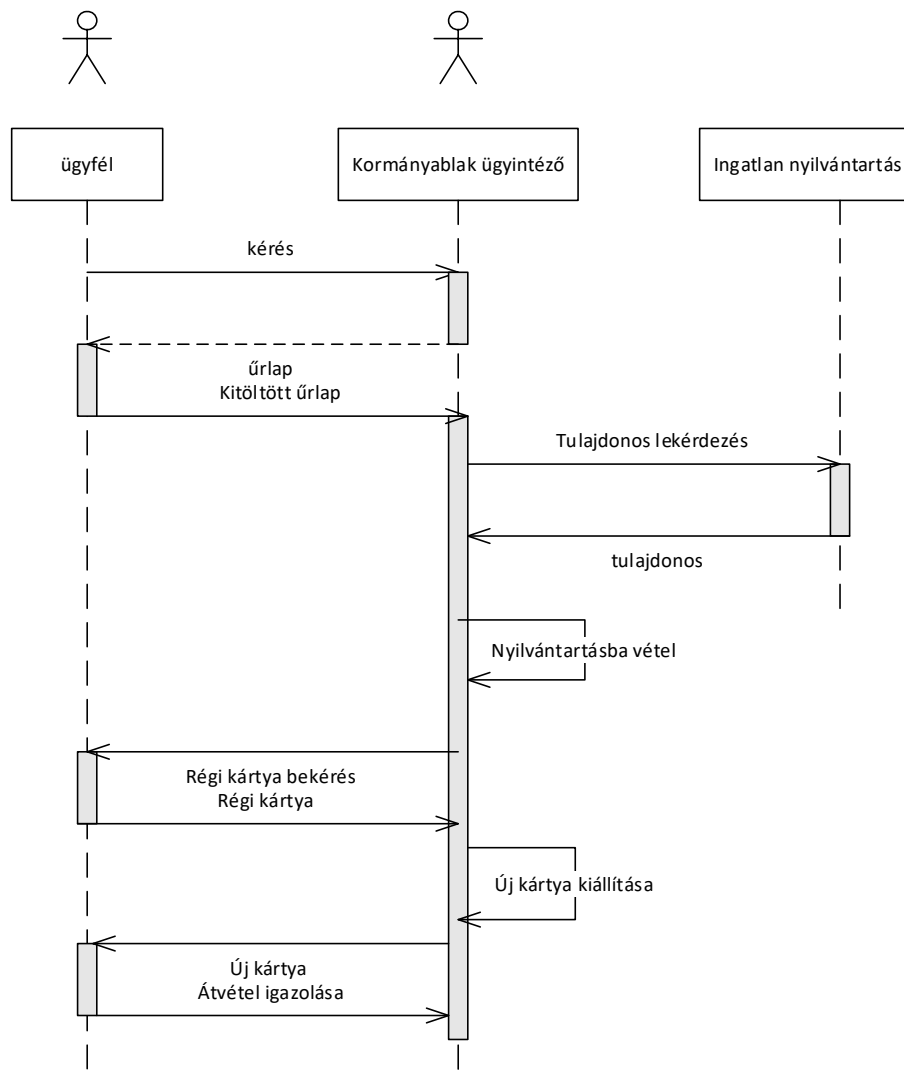 ügyfél
Kormányablak ügyintéző
Ingatlan nyilvántartás
kérés
űrlap
Kitöltött űrlap
Tulajdonos lekérdezés
tulajdonos
Nyilvántartásba vétel
Régi kártya bekérés
Régi kártya
Új kártya kiállítása
Új kártya
Átvétel igazolása